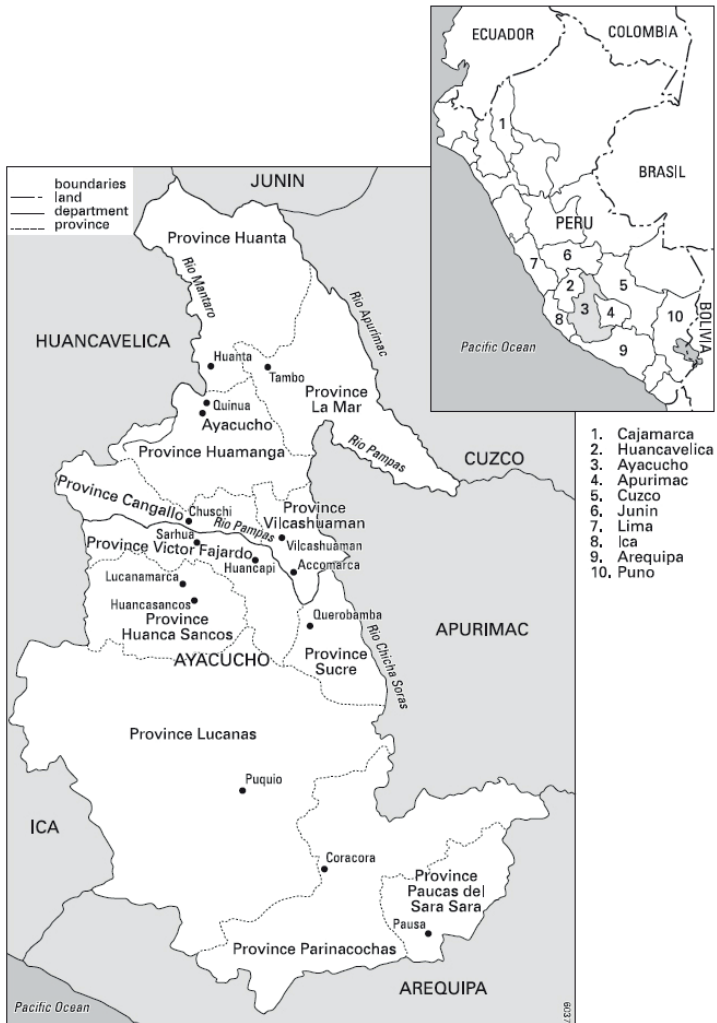 ECUADOR
COLOMBIA
1
BRASIL
PERU
6
7
2
5
3
4
10
8
9
BOLIVIA
Pacific Ocean
boundaries
land
department
province
JUNIN
Province Huanta
Rio Mantaro
Rio Apurimac
HUANCAVELICA
Huanta
Tambo
Province
La Mar
Quinua
Ayacucho
Province Huamanga
Rio Pampas
CUZCO
1. Cajamarca
2. Huancavelica
3. Ayacucho
4. Apurimac
5. Cuzco
6. Junin
7. Lima
8. Ica
9. Arequipa
10. Puno
Province Cangallo
Chuschi
Rio Pampas
Province
Vilcashuaman
Vilcashuaman
Sarhua
Province Victor Fajardo
Huancapi
Accomarca
Lucanamarca
Huancasancos
Province
Huanca Sancos
Querobamba
Province
Sucre
Rio Chicha Soras
APURIMAC
AYACUCHO
Province Lucanas
Puquio
ICA
Coracora
Province
Paucas del
Sara Sara
Pausa
Province Parinacochas
AREQUIPA
Pacific Ocean
6037